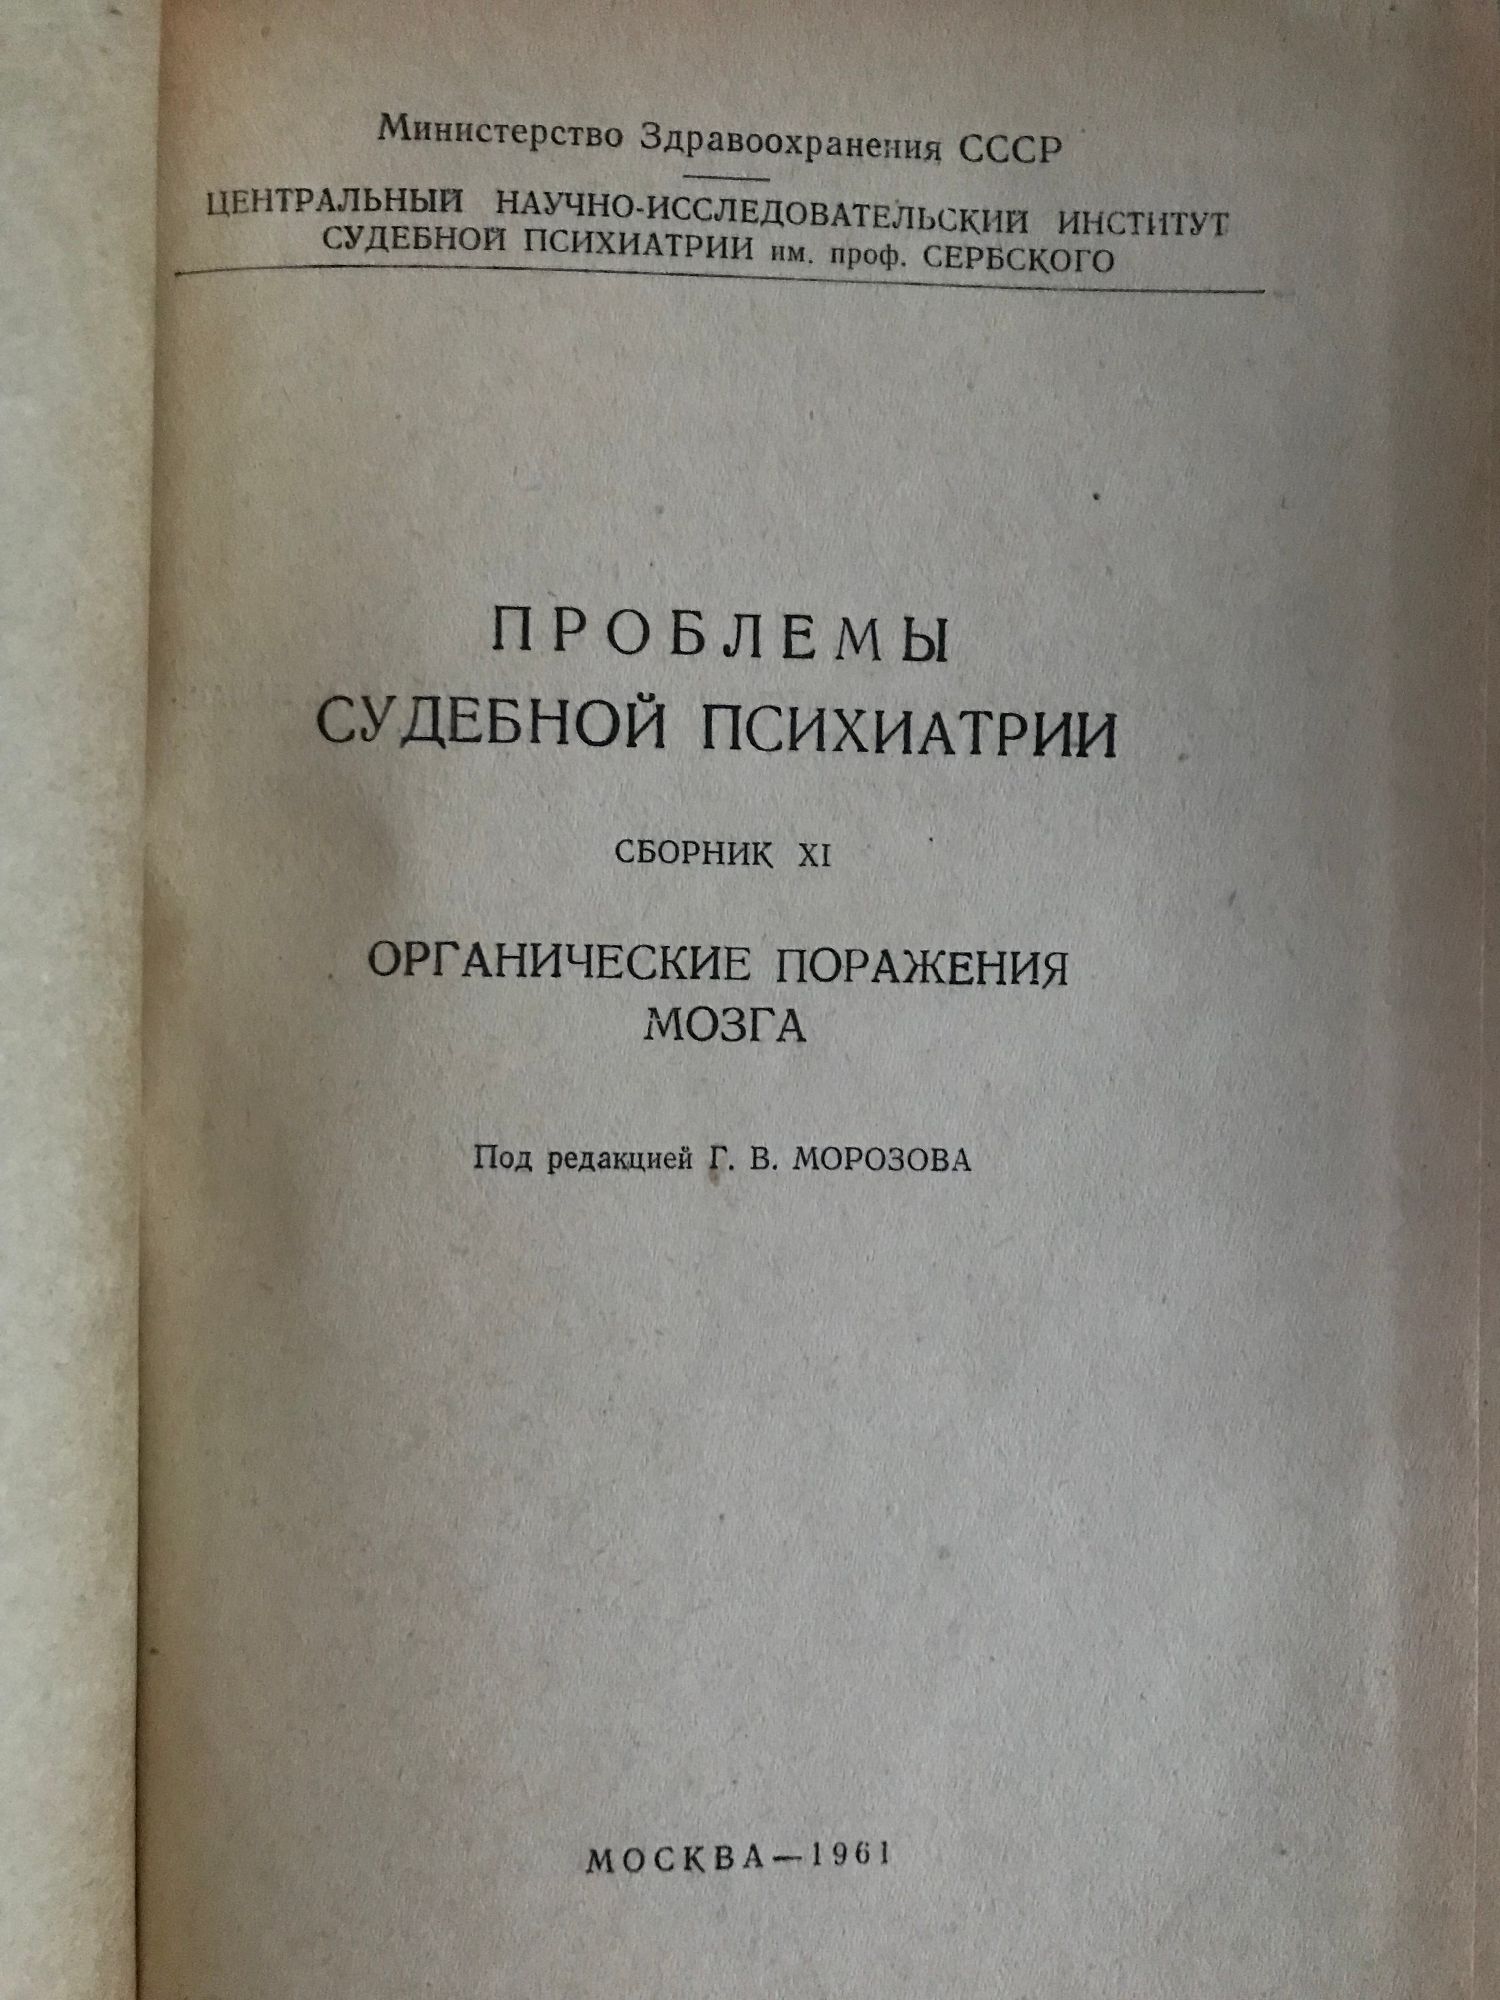 Министерство Здравоохранения СССР
ЦЕНТРАЛЬНЫЙ НАУЧНО-ИССЛЕДОВАТЕЛЬСКИЙ ИНСТИТУТ
СУДЕБНОЙ ПСИХИАТРИИ им. проф. СЕРБСКОГО
ПРОБЛЕМЫ
СУДЕБНОЙ ПСИХИАТРИИ
СБОРНИК XI
ОРГАНИЧЕСКИЕ ПОРАЖЕНИЯ
МОЗГА
Под редакцией Г. В. МОРОЗОВА
МОСКВА—1961